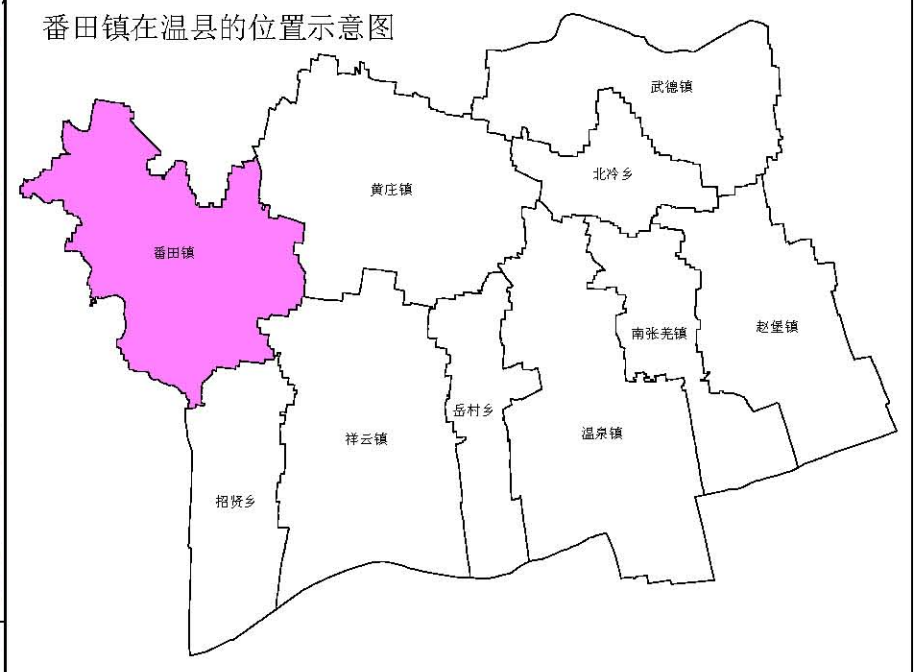 番田镇在温县的位置示意图
武德镇
北冷乡
黄庄镇
番田镇
赵堡镇
南张羌镇
岳村乡
温泉镇
祥云镇
招贤乡